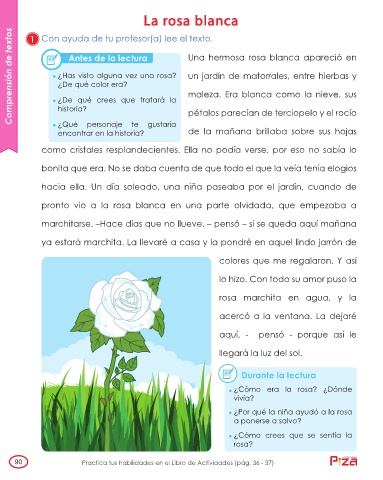 La rosa blanca
Comprensión de textos
1 Con ayuda de tu profesor(a) lee el texto.
Antes de la lectura
¿Has visto alguna vez una rosa?
¿De qué color era?
¿De qué crees que tratará la
historia?
¿Qué personaje te gustaría
encontrar en la historia?
Una hermosa rosa blanca apareció en
un jardín de matorrales, entre hierbas y
maleza. Era blanca como la nieve, sus
pétalos parecían de terciopelo y el rocío
de la mañana brillaba sobre sus hojas
como cristales resplandecientes. Ella no podía verse, por eso no sabía lo
bonita que era. No se daba cuenta de que todo el que la veía tenía elogios
hacia ella. Un día soleado, una niña paseaba por el jardín, cuando de
pronto vio a la rosa blanca en una parte olvidada, que empezaba a
marchitarse. –Hace días que no llueve. – pensó – si se queda aquí mañana
ya estará marchita. La llevaré a casa y la pondré en aquel lindo jarrón de
colores que me regalaron. Y así
lo hizo. Con todo su amor puso la
rosa marchita en agua, y la
acercó a la ventana. La dejaré
aquí, - pensó - porque así le
llegará la luz del sol.
Durante la lectura
¿Cómo era la rosa? ¿Dónde
vivía?
¿Por qué la niña ayudó a la rosa
a ponerse a salvo?
¿Cómo crees que se sentía la
rosa?
90
Practica tus habilidades en el Libro de Actividades (pág. 36 - 37)